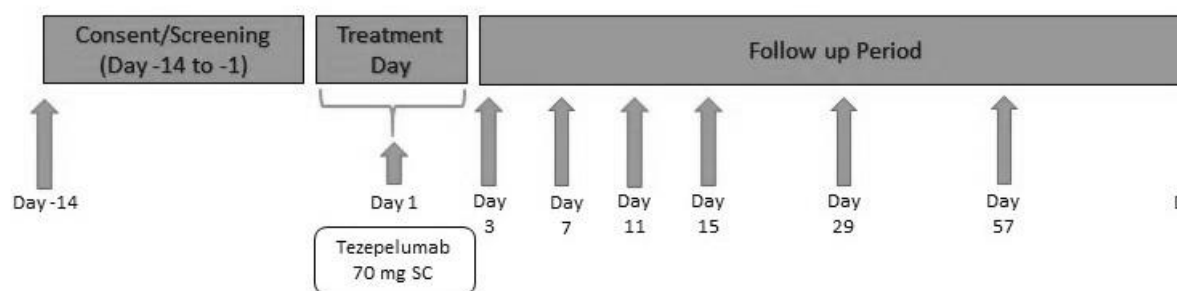 Consent/Screening
(Day -14 to -1)
Treatment
Day
Follow up Period
Day -14
Day 1
Day
3
Day
7
Day
11
Day
15
Day
29
Day
57
Tezepelumab
70 mg SC